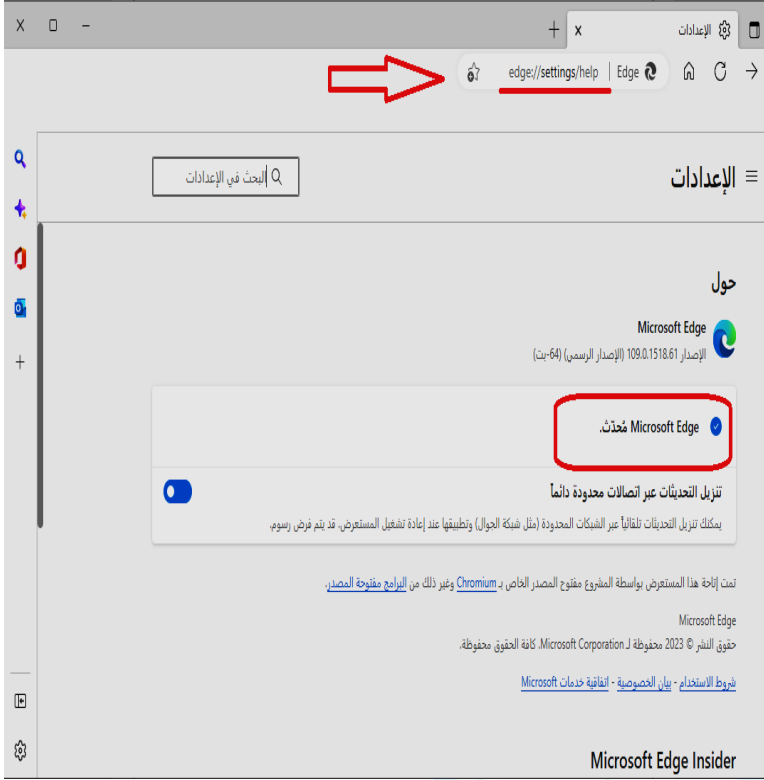 الإعدادات
Edge | edge://settings/help
الإعدادات
البحث في الإعدادات
حول
Microsoft Edge
الإصدار 109.0.1518.61 (الإصدار الرسمي) (64-بت)
Microsoft Edge مُحدّث.
تنزيل التحديثات عبر اتصالات محدودة دائماً
يمكنك تنزيل التحديثات تلقائياً عبر الشبكات المحدودة (مثل شبكة الجوال) وتطبيقها عند إعادة تشغيل المستعرض. قد يتم فرض رسوم.
تمت إتاحة هذا المستعرض بواسطة المشروع مفتوح المصدر الخاص بـ Chromium وغير ذلك من البرامج مفتوحة المصدر.
Microsoft Edge
حقوق النشر © 2023 محفوظة لـ Microsoft Corporation. كافة الحقوق محفوظة.
شروط الاستخدام - بيان الخصوصية - اتفاقية خدمات Microsoft
Microsoft Edge Insider